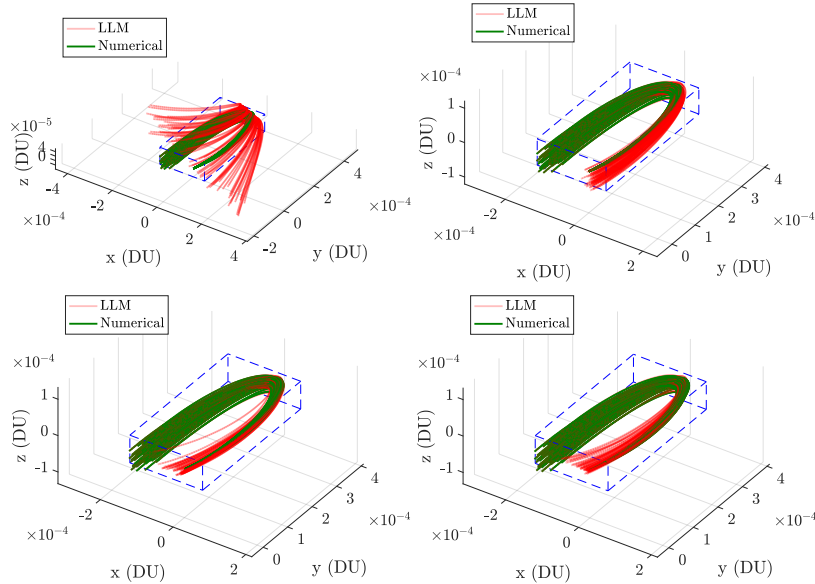 LLM
Numerical
×10⁻⁵
z (DU)
4
0
-4
-2
0
2
4
×10⁻⁴
x (DU)
-2
0
2
4
×10⁻⁴
y (DU)
LLM
Numerical
×10⁻⁴
z (DU)
1
0
-1
-2
0
2
×10⁻⁴
x (DU)
0
1
2
3
4
×10⁻⁴
y (DU)
LLM
Numerical
×10⁻⁴
z (DU)
1
0
-1
-2
0
2
×10⁻⁴
x (DU)
0
1
2
3
4
×10⁻⁴
y (DU)
LLM
Numerical
×10⁻⁴
z (DU)
1
0
-1
-2
0
2
×10⁻⁴
x (DU)
0
1
2
3
4
×10⁻⁴
y (DU)